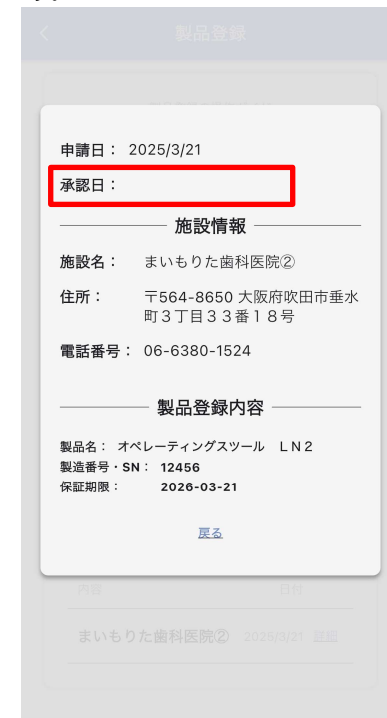 製品登録
申請日： 2025/3/21
承認日：
施設情報
施設名： まいもりた歯科医院②
住所： 〒564-8650 大阪府吹田市垂水
町３丁目３３番１８号
電話番号： 06-6380-1524
製品登録内容
製品名： オペレーティングスツール　ＬＮ２
製造番号・SN： 12456
保証期限： 2026-03-21
戻る
内容 日付
まいもりた歯科医院② 2026/3/21 詳細